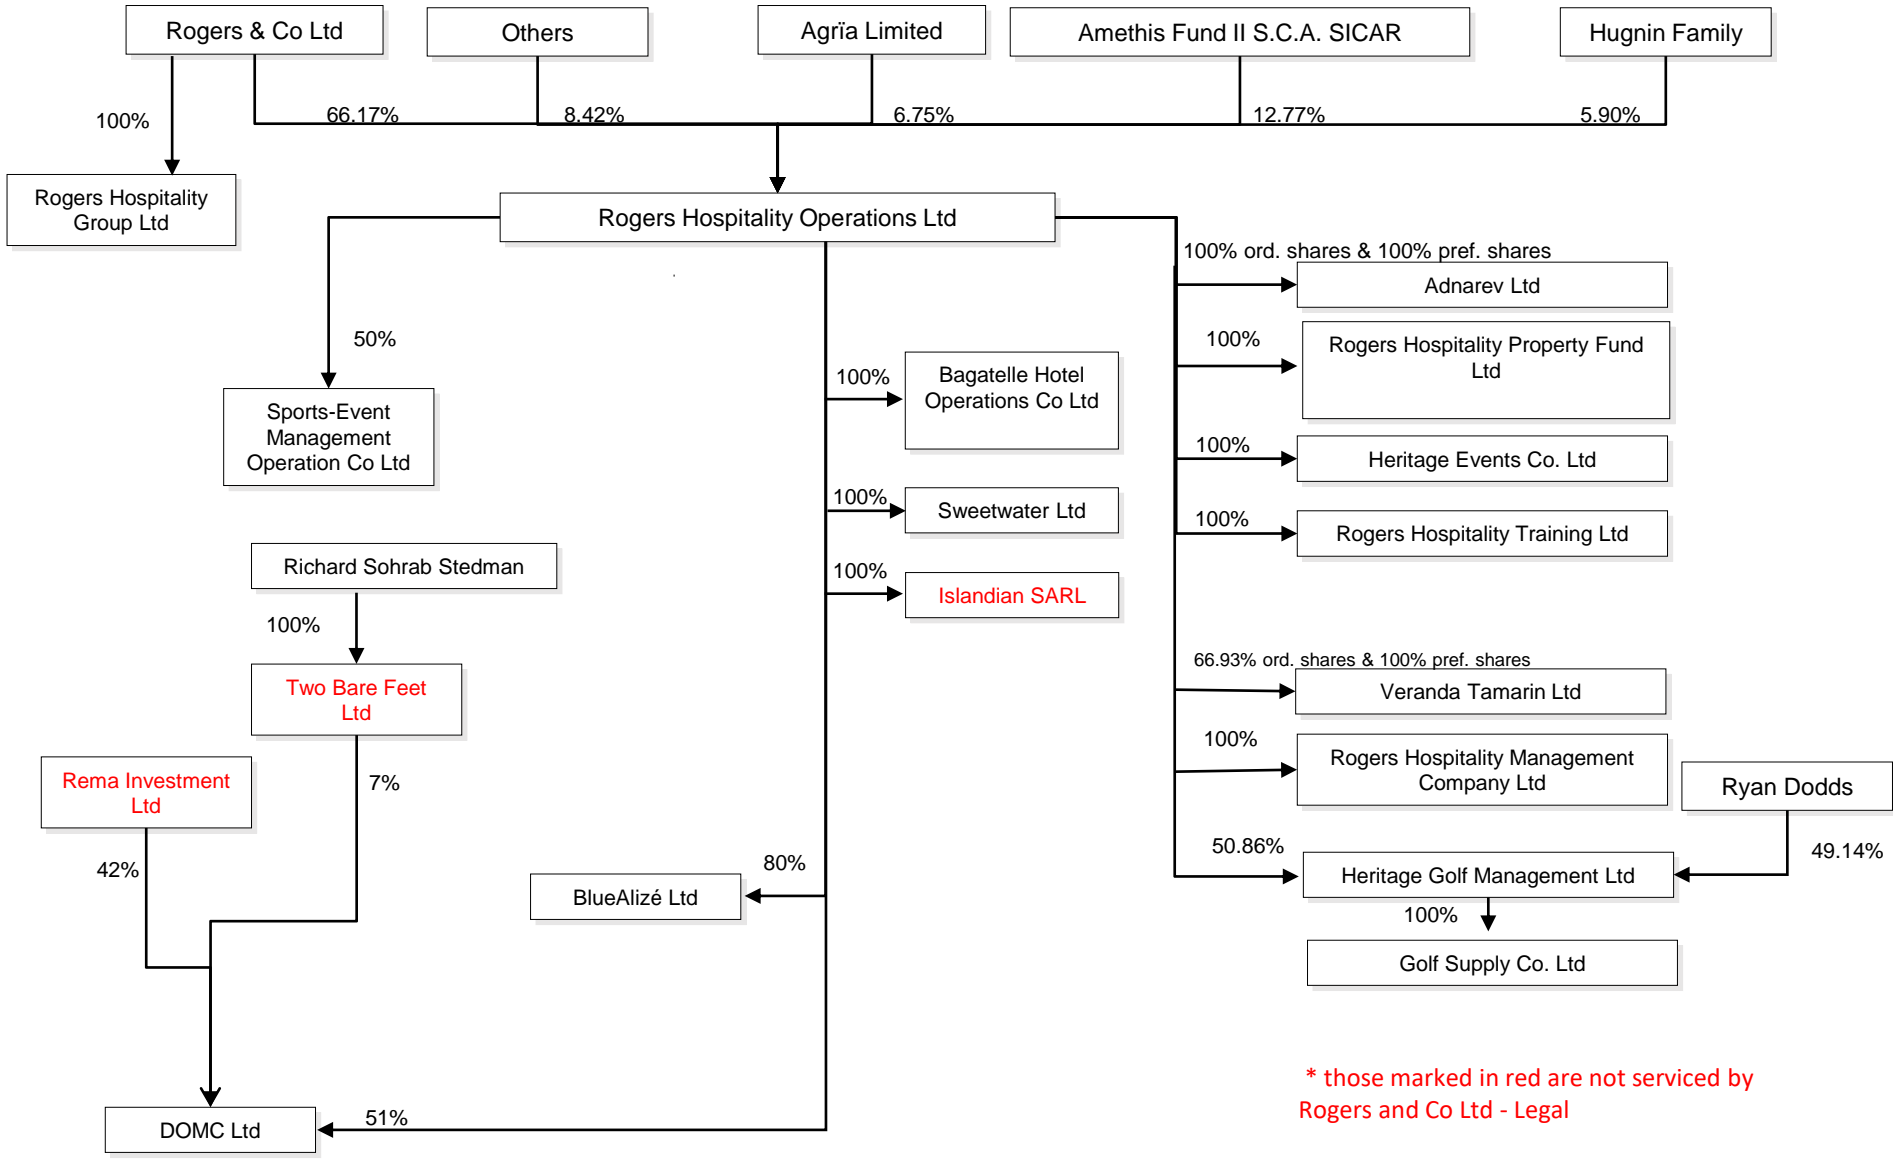 Rogers & Co Ltd
Others
Agrïa Limited
Amethis Fund II S.C.A. SICAR
Hugnin Family
100%
66.17%
8.42%
6.75%
12.77%
5.90%
Rogers Hospitality
Group Ltd
Rogers Hospitality Operations Ltd
50%
Sports-Event
Management
Operation Co Ltd
100%
Bagatelle Hotel
Operations Co Ltd
100%
Sweetwater Ltd
100%
Islandian SARL
100% ord. shares & 100% pref. shares
Adnarev Ltd
100%
Rogers Hospitality Property Fund
Ltd
100%
Heritage Events Co. Ltd
100%
Rogers Hospitality Training Ltd
66.93% ord. shares & 100% pref. shares
Veranda Tamarin Ltd
100%
Rogers Hospitality Management
Company Ltd
Ryan Dodds
50.86%
49.14%
Heritage Golf Management Ltd
100%
Golf Supply Co. Ltd
Richard Sohrab Stedman
100%
Two Bare Feet
Ltd
Rema Investment
Ltd
7%
42%
80%
BlueAlizé Ltd
51%
DOMC Ltd
* those marked in red are not serviced by
Rogers and Co Ltd - Legal